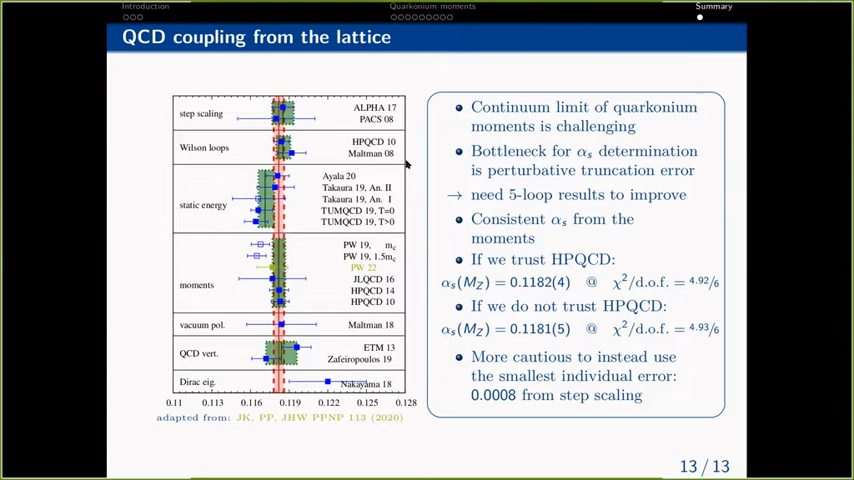 Introduction
Quarkonium moments
Summary
QCD coupling from the lattice
step scaling
ALPHA 17
PACS 08
Wilson loops
HPQCD 10
Maltman 08
static energy
Ayala 20
Takaura 19, An. II
Takaura 19, An. I
TUMQCD 19, T=0
TUMQCD 19, T>0
moments
PW 19, mc
PW 19, 1.5mc
PW 22
JLQCD 16
HPQCD 14
HPQCD 10
vacuum pol.
Maltman 18
QCD vert.
ETM 13
Zafeiropoulos 19
Dirac eig.
Nakayama 18
0.11 0.113 0.116 0.119 0.122 0.125 0.128
adapted from: JK, PP, JHW PPNP 113 (2020)
• Continuum limit of quarkonium
moments is challenging
• Bottleneck for αs determination
is perturbative truncation error
→ need 5-loop results to improve
• Consistent αs from the
moments
• If we trust HPQCD:
αs(MZ) = 0.1182(4) @ χ²/d.o.f. = 4.92/6
• If we do not trust HPQCD:
αs(MZ) = 0.1181(5) @ χ²/d.o.f. = 4.93/6
• More cautious to instead use
the smallest individual error:
0.0008 from step scaling
13 / 13